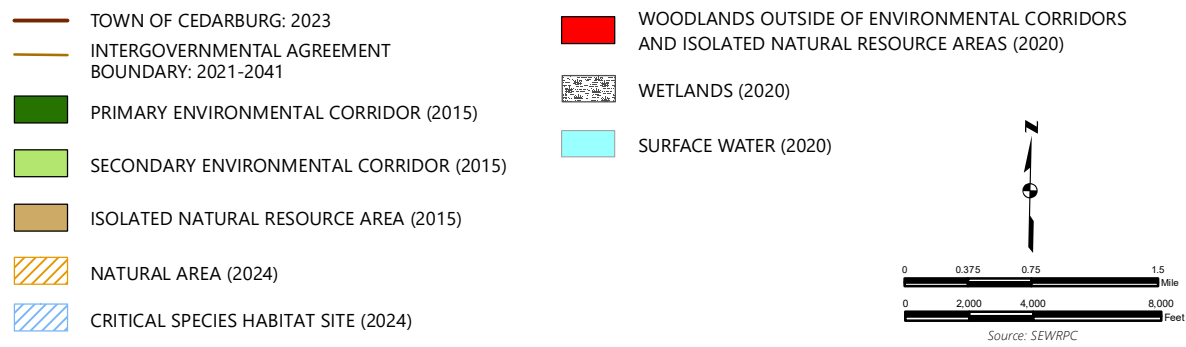 TOWN OF CEDARBURG: 2023
INTERGOVERNMENTAL AGREEMENT
BOUNDARY: 2021-2041
PRIMARY ENVIRONMENTAL CORRIDOR (2015)
SECONDARY ENVIRONMENTAL CORRIDOR (2015)
ISOLATED NATURAL RESOURCE AREA (2015)
NATURAL AREA (2024)
CRITICAL SPECIES HABITAT SITE (2024)
WOODLANDS OUTSIDE OF ENVIRONMENTAL CORRIDORS
AND ISOLATED NATURAL RESOURCE AREAS (2020)
WETLANDS (2020)
SURFACE WATER (2020)
N
0 0.375 0.75 1.5
Mile
0 2,000 4,000 8,000
Feet
Source: SEWRPC